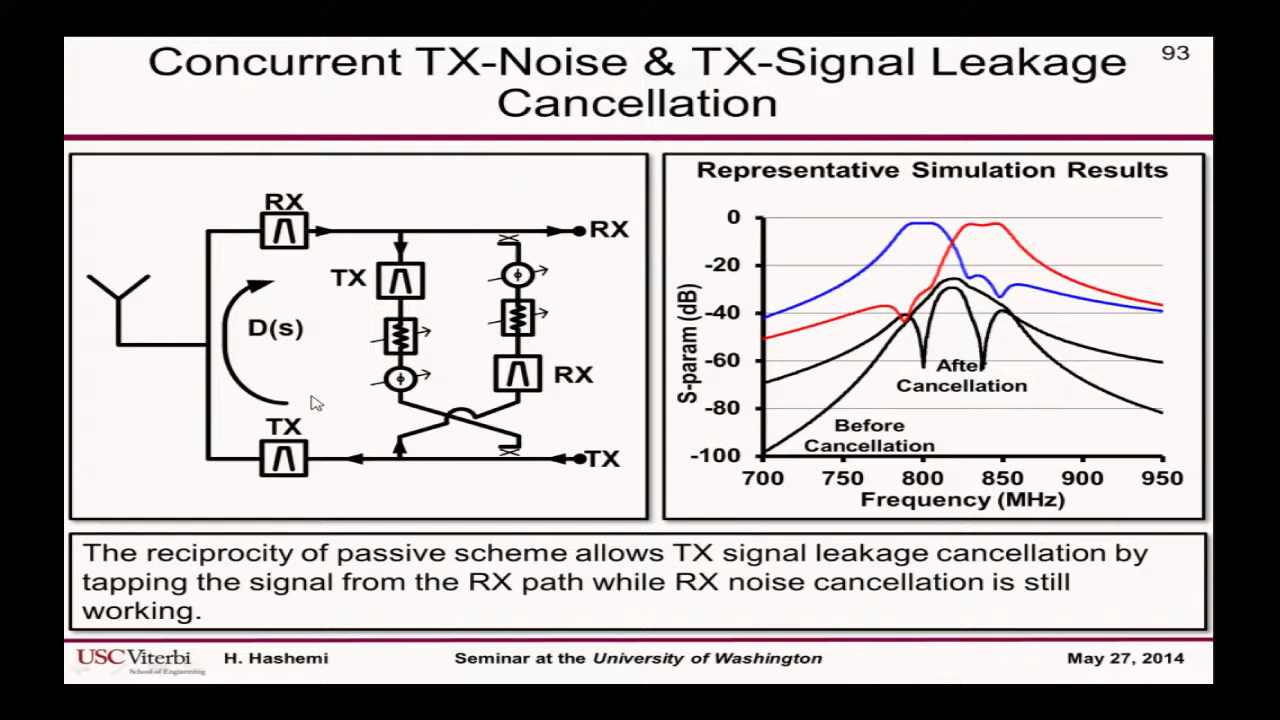 Concurrent TX-Noise & TX-Signal Leakage
Cancellation
93
RX
RX
TX
D(s)
RX
TX
TX
Representative Simulation Results
0
-20
-40
-60
-80
-100
S-param (dB)
After
Cancellation
Before
Cancellation
700 750 800 850 900 950
Frequency (MHz)
The reciprocity of passive scheme allows TX signal leakage cancellation by
tapping the signal from the RX path while RX noise cancellation is still
working.
USC Viterbi
School of Engineering
H. Hashemi
Seminar at the University of Washington
May 27, 2014